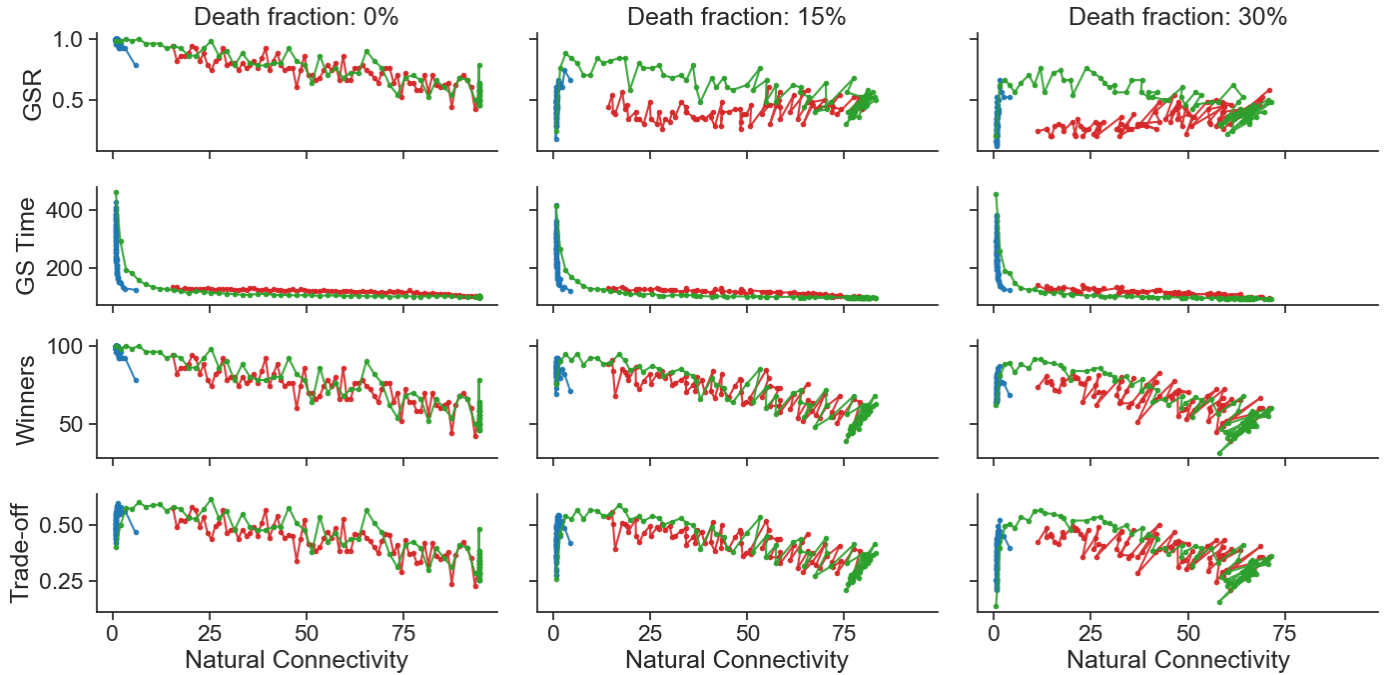 Death fraction: 0%
Death fraction: 15%
Death fraction: 30%
GSR
1.0
0.5
GS Time
400
200
Winners
100
50
Trade-off
0.50
0.25
0
25
50
75
0
25
50
75
0
25
50
75
Natural Connectivity
Natural Connectivity
Natural Connectivity